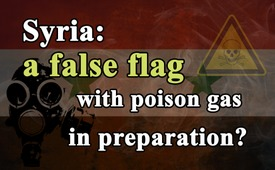 Syria:
a false flag
with poison gas
in preparation?